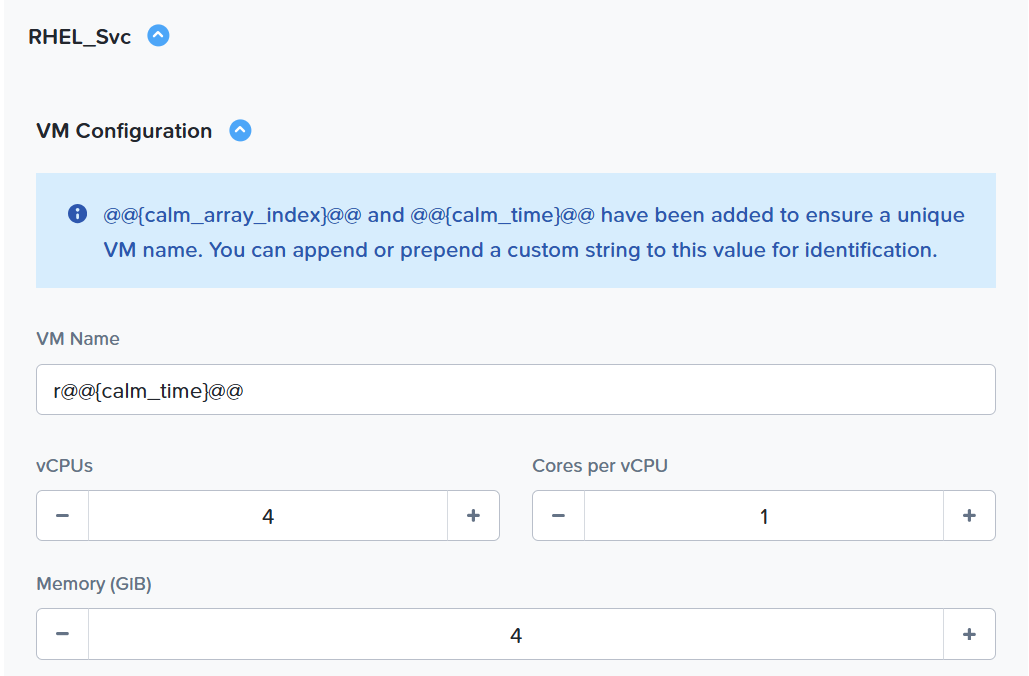 RHEL_Svc
VM Configuration
@@{calm_array_index}@@ and @@{calm_time}@@ have been added to ensure a unique
VM name. You can append or prepend a custom string to this value for identification.
VM Name
r@@{calm_time}@@
vCPUs
Cores per vCPU
− 4 +
− 1 +
Memory (GIB)
− 4 +